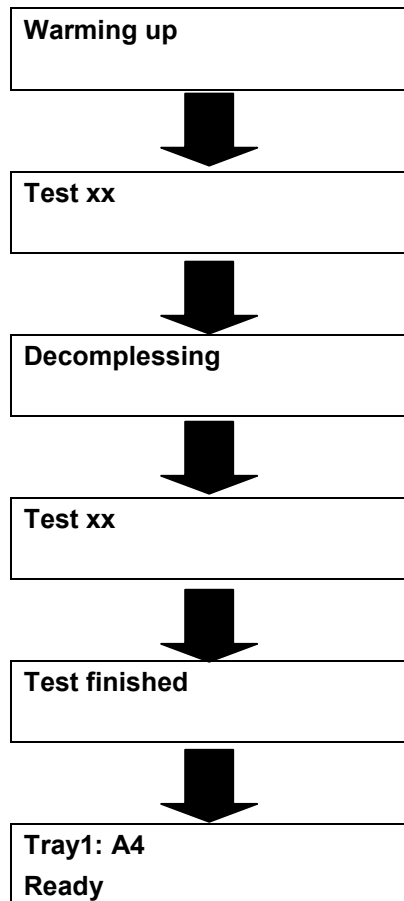 Warming up
Test xx
Decomplessing
Test xx
Test finished
Tray1: A4
Ready